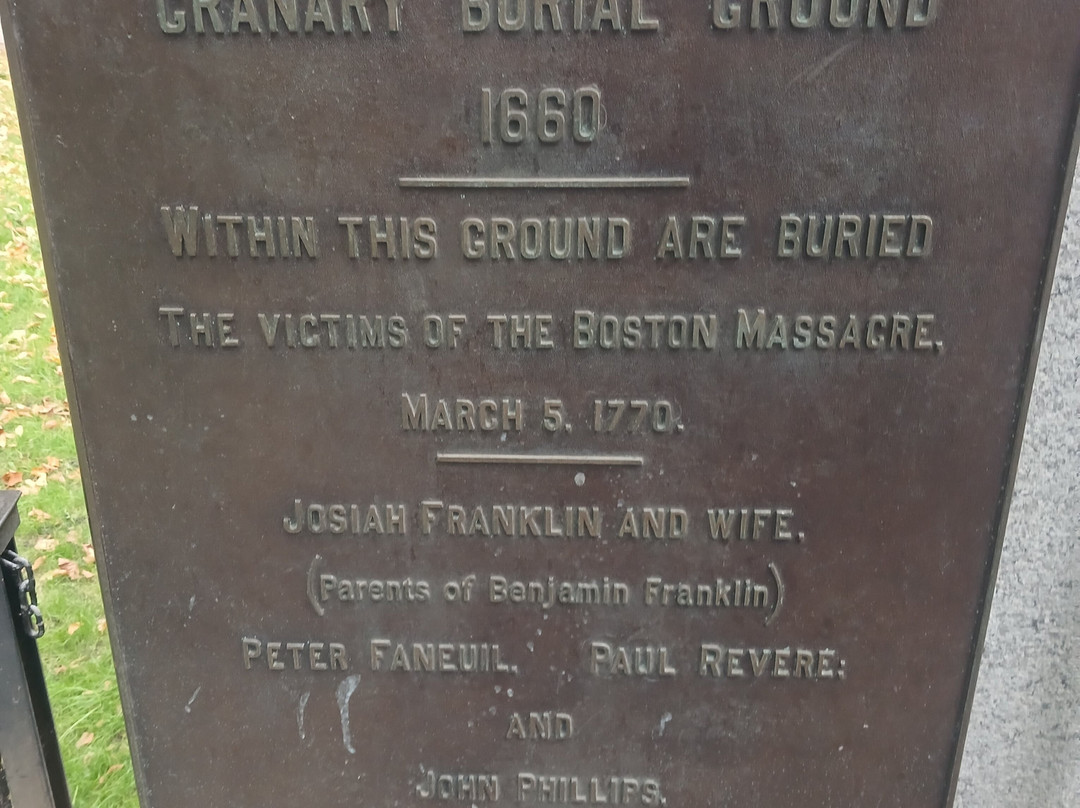 GRANARY BURIAL GROUND
1660
WITHIN THIS GROUND ARE BURIED
THE VICTIMS OF THE BOSTON MASSACRE.
MARCH 5, 1770.
JOSIAH FRANKLIN AND WIFE.
(Parents of Benjamin Franklin)
PETER FANEUIL, PAUL REVERE;
AND
JOHN PHILLIPS.